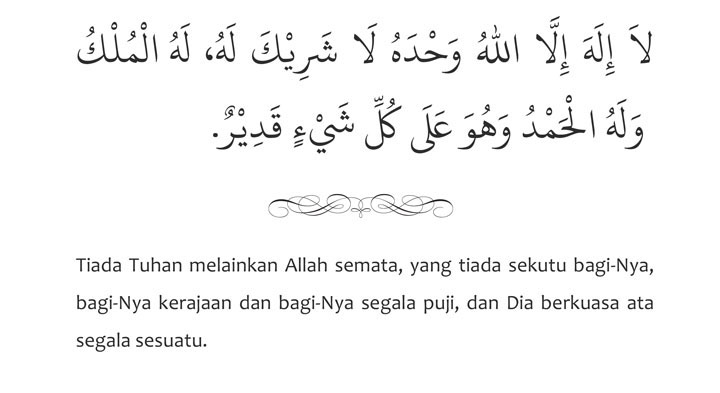 لاَ إِلَهَ إِلَّا اللهُ وَحْدَهُ لَا شَرِيْكَ لَهُ، لَهُ الْمُلْكُ
وَلَهُ الْحَمْدُ وَهُوَ عَلَى كُلِّ شَيْءٍ قَدِيْرٌ.
Tiada Tuhan melainkan Allah semata, yang tiada sekutu bagi-Nya,
bagi-Nya kerajaan dan bagi-Nya segala puji, dan Dia berkuasa ata
segala sesuatu.